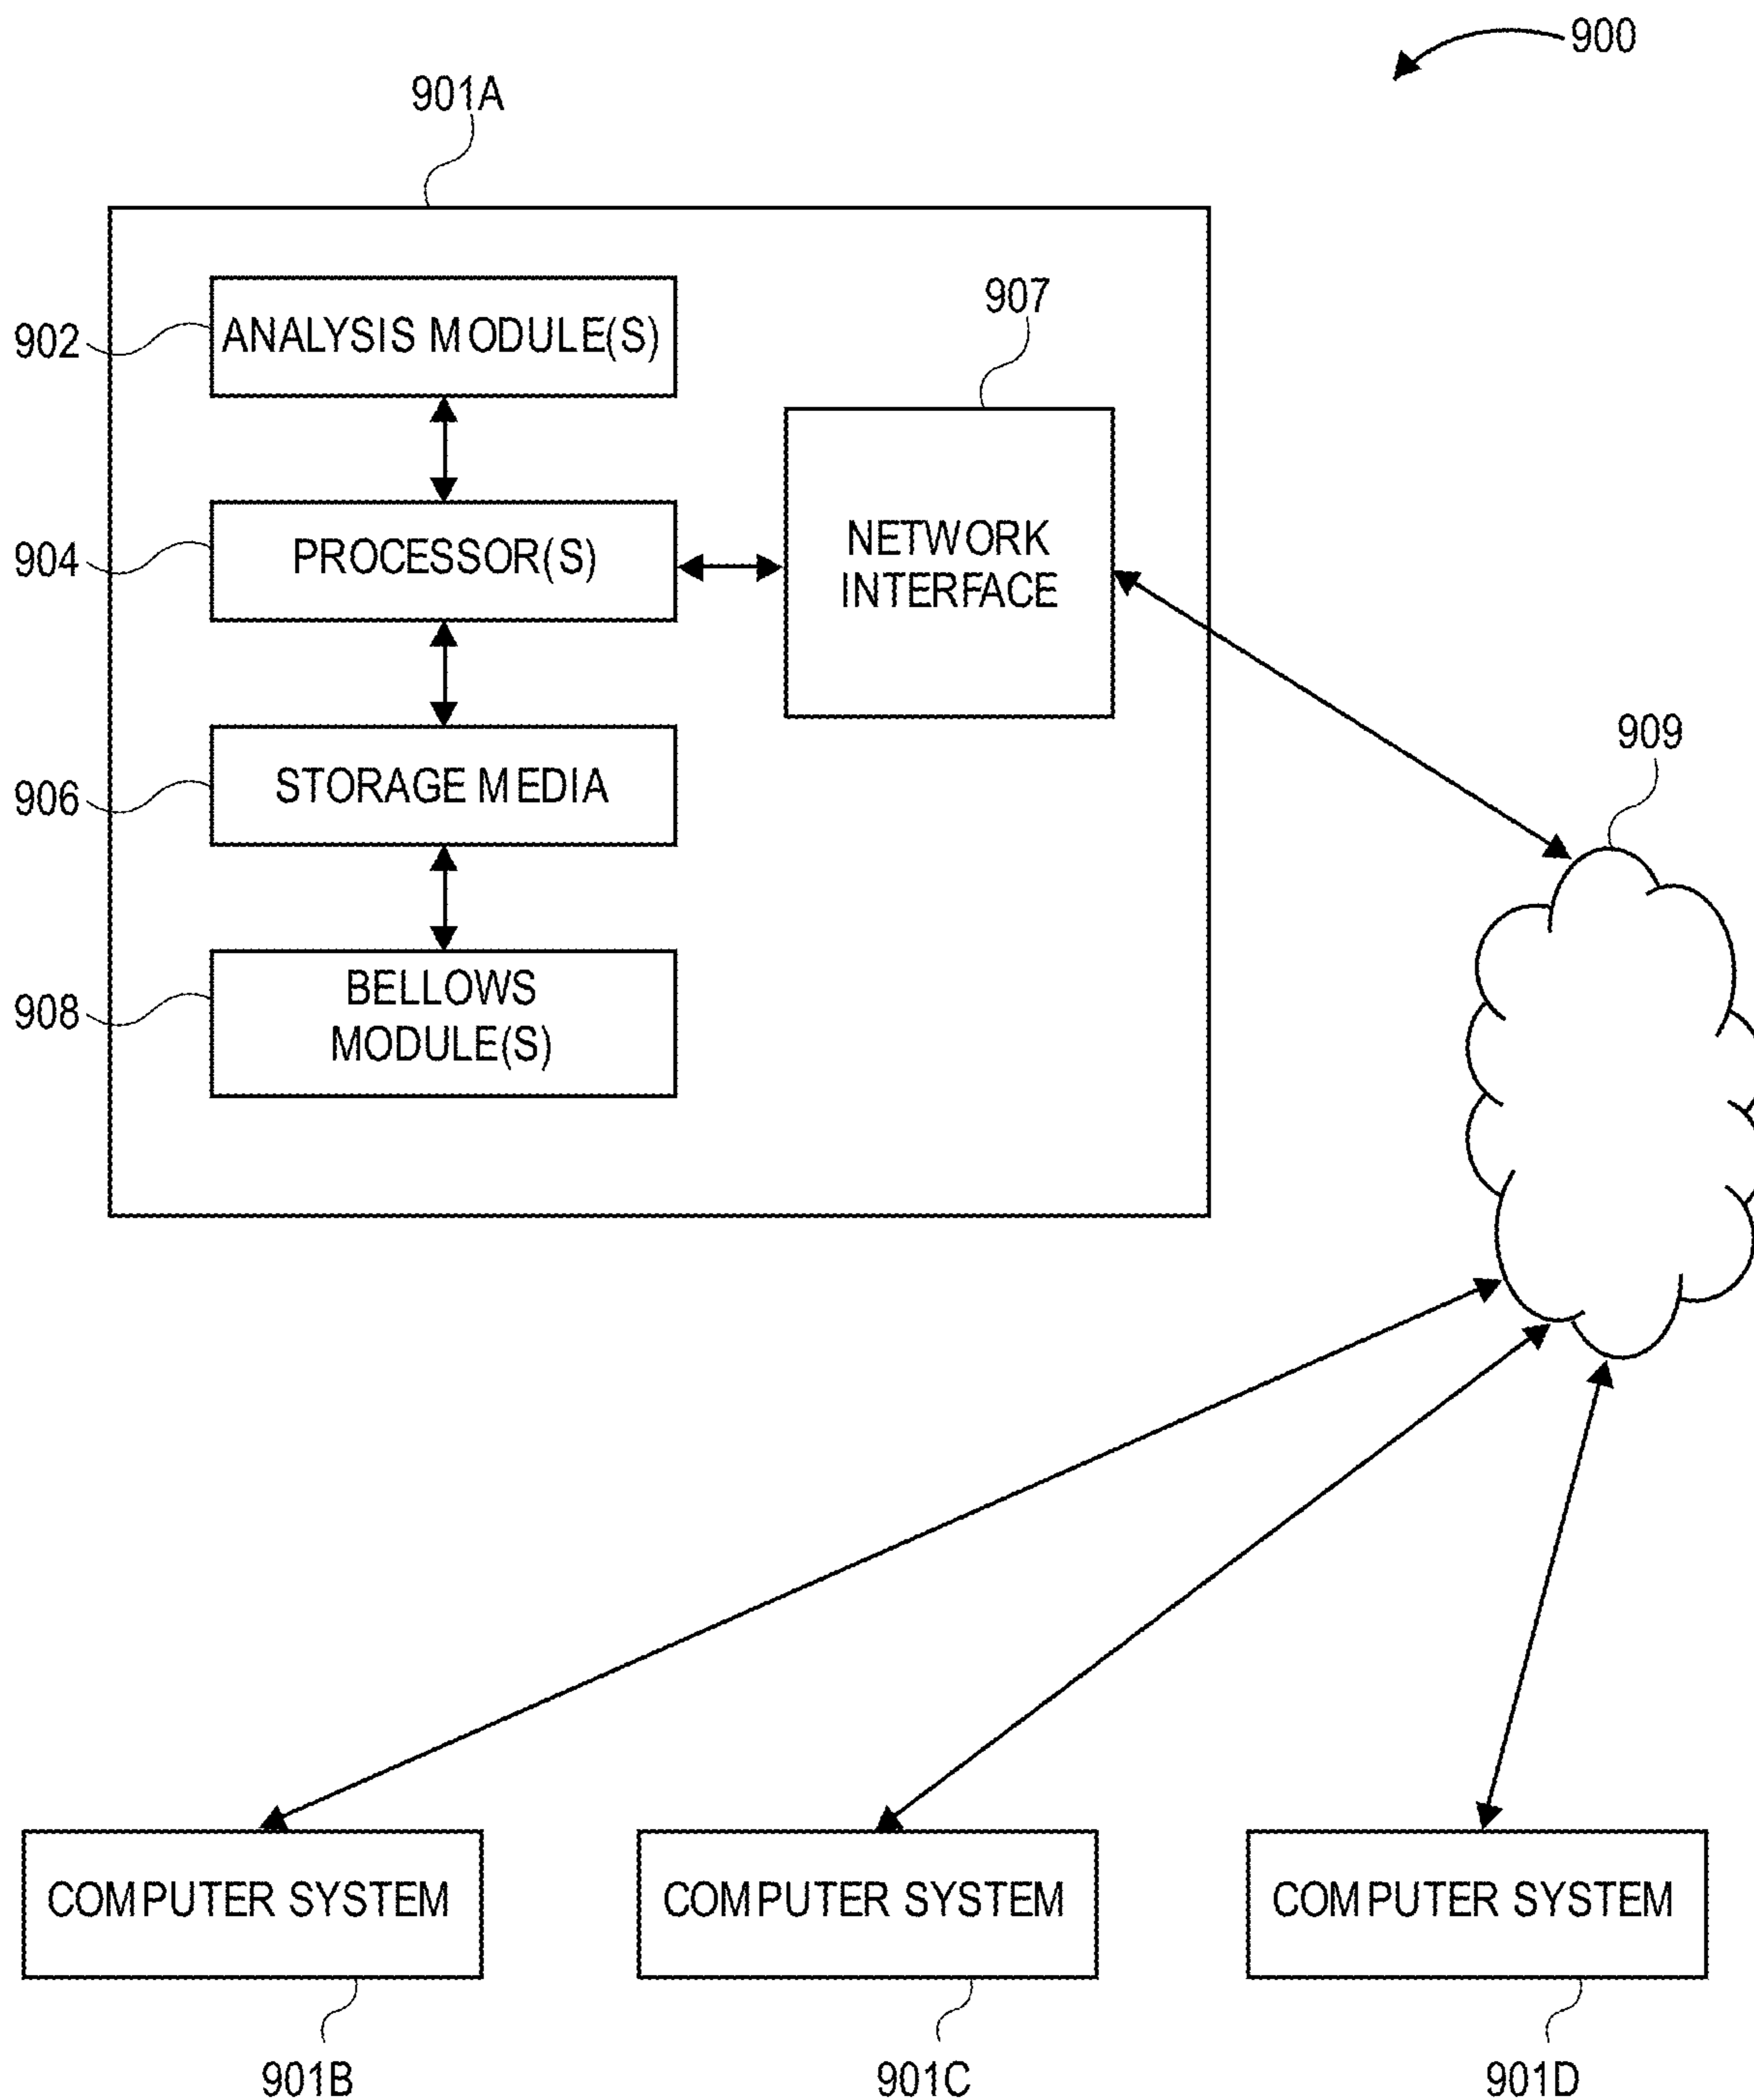 900
901A
ANALYSIS MODULE(S)
902
907
PROCESSOR(S)
904
NETWORK
INTERFACE
STORAGE MEDIA
906
909
BELLOWS
MODULE(S)
908
COMPUTER SYSTEM
COMPUTER SYSTEM
COMPUTER SYSTEM
901B
901C
901D